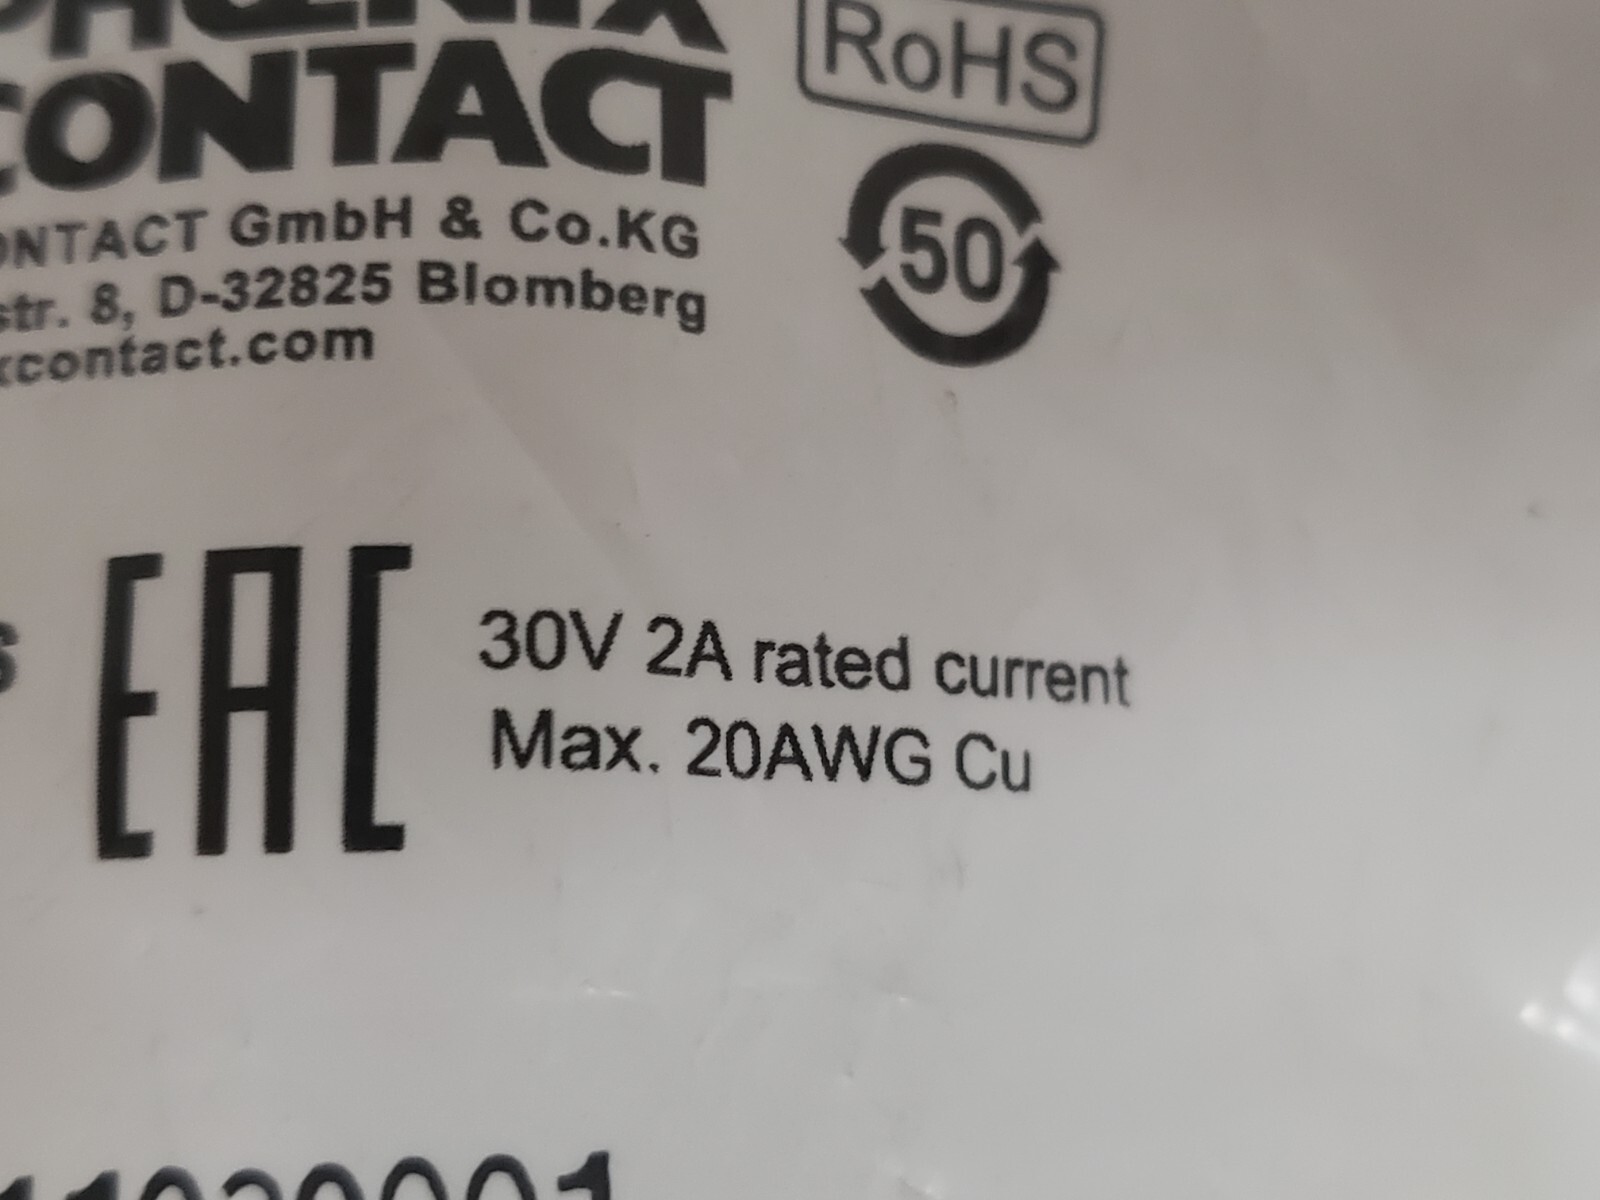 CONTACT
RoHS
50
CONTACT GmbH & Co.KG
str. 8, D-32825 Blomberg
contact.com
EAC
30V 2A rated current
Max. 20AWG Cu